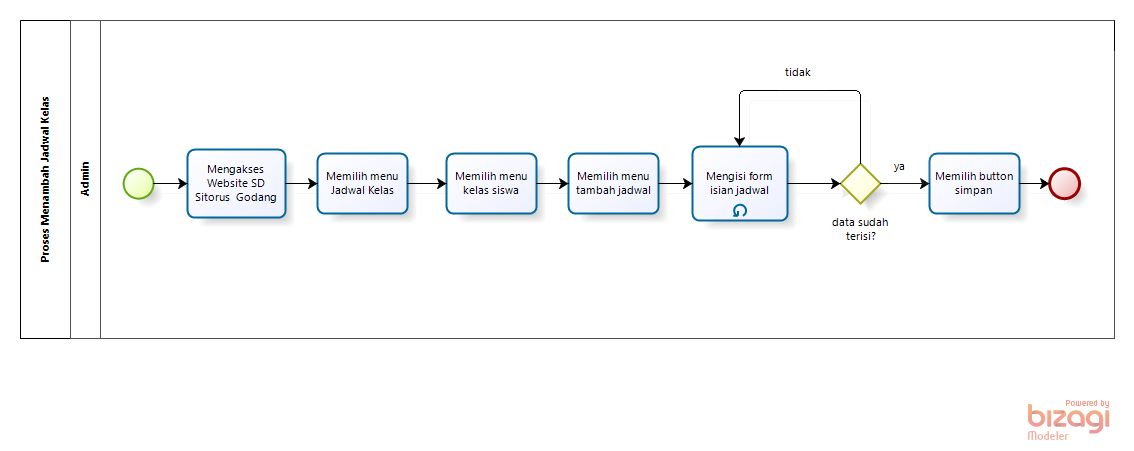 Proses Menambah Jadwal Kelas
Admin
Mengakses
Website SD
Sitorus Godang
Memilih menu
Jadwal Kelas
Memilih menu
kelas siswa
Memilih menu
tambah jadwal
Mengisi form
isian jadwal
tidak
data sudah
terisi?
ya
Memilih button
simpan
Powered by
bizagi
Modeler